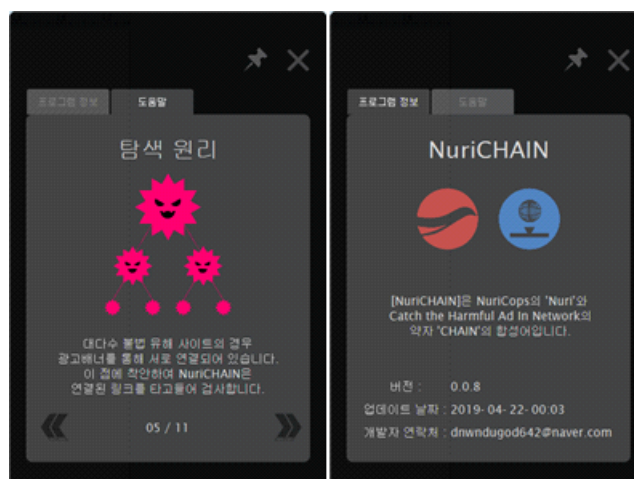 프로그램 정보
도움말
탐색 원리
대다수 불법 유해 사이트의 경우
광고배너를 통해 서로 연결되어 있습니다.
이 점에 착안하여 NuriCHAIN은
연결된 링크를 타고들어 검사합니다.
05 / 11
프로그램 정보
도움말
NuriCHAIN
[NuriCHAIN]은 NuriCops의 'Nuri'와
Catch the Harmful Ad In Network의
약자 'CHAIN'의 합성어입니다.
버전 : 0.0.8
업데이트 날짜 : 2019-04-22-00:03
개발자 연락처 : dnwndugod642@naver.com